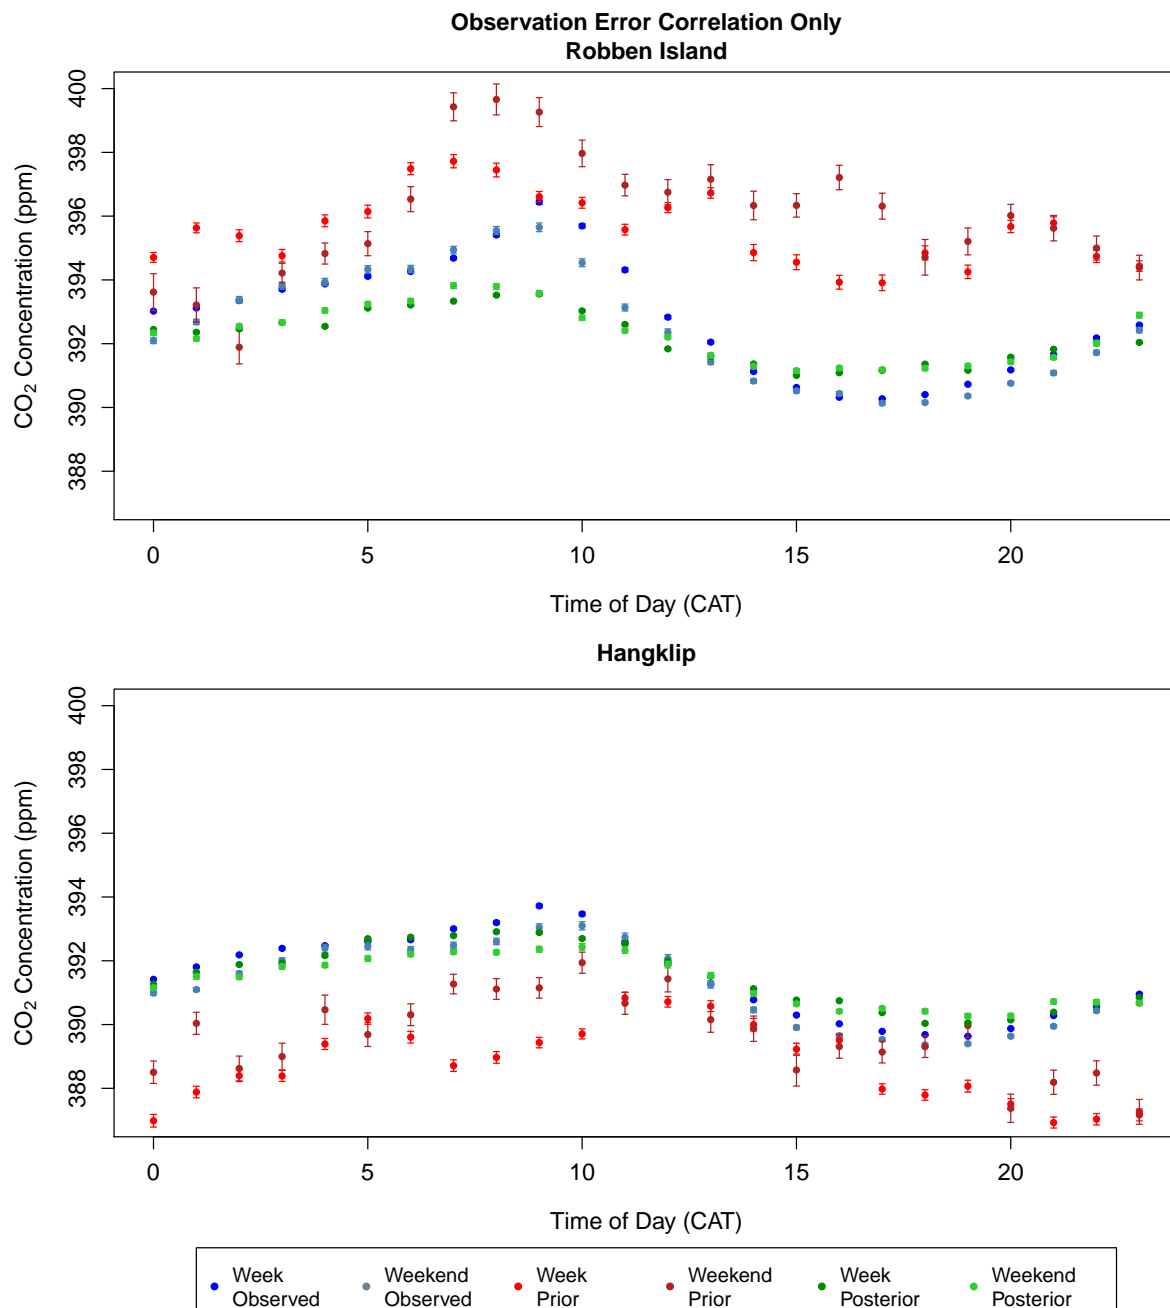 Observation Error Correlation Only
Robben Island
CO2 Concentration (ppm)
400
398
396
394
392
390
388
0 5 10 15 20
Time of Day (CAT)
Hangklip
CO2 Concentration (ppm)
400
398
396
394
392
390
388
0 5 10 15 20
Time of Day (CAT)
Week Weekend Week Weekend Week Weekend
Observed Observed Prior Prior Posterior Posterior